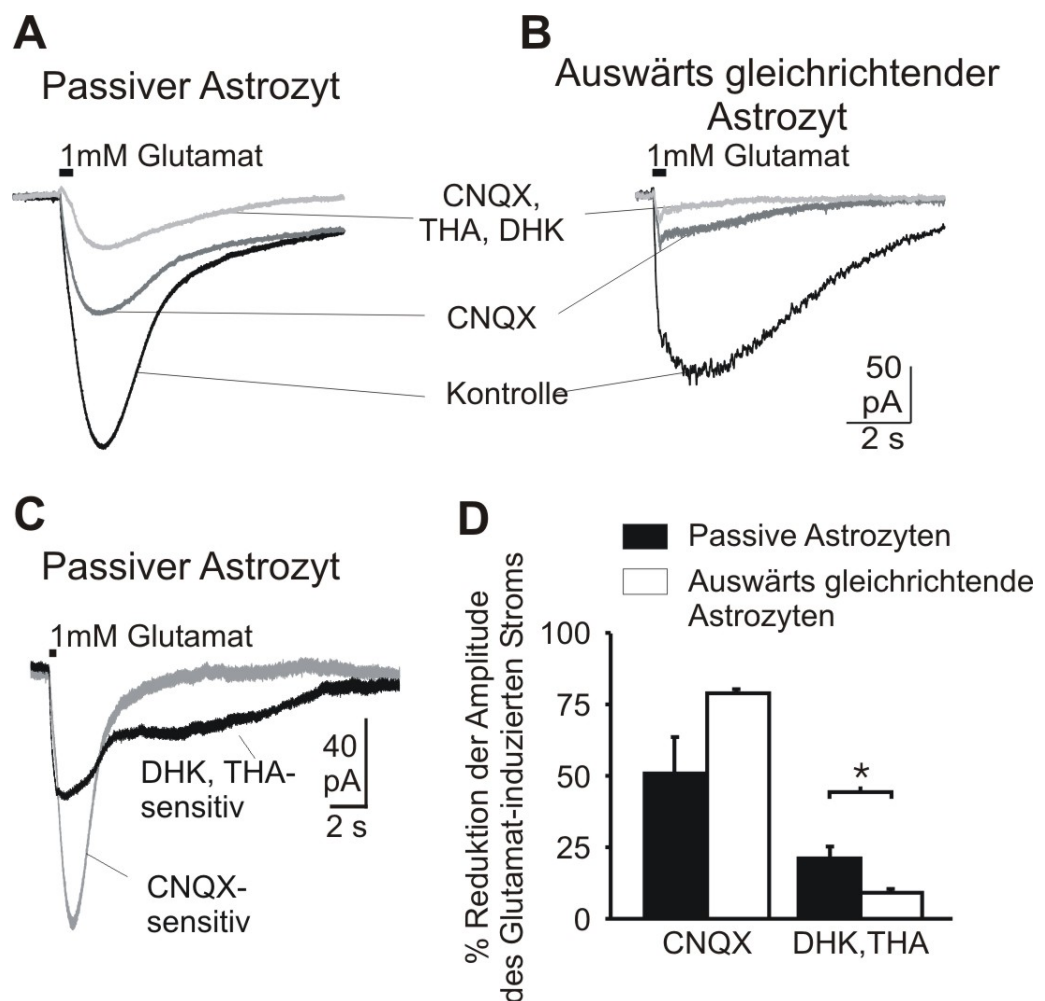 A
Passiver Astrozyt
1mM Glutamat
B
Auswärts gleichrichtender
Astrozyt
1mM Glutamat
CNQX,
THA, DHK
CNQX
Kontrolle
50
pA
2 s
C
Passiver Astrozyt
1mM Glutamat
DHK, THA-
sensitiv
CNQX-
sensitiv
40
pA
2 s
D
Passive Astrozyten
Auswärts gleichrichtende
Astrozyten
% Reduktion der Amplitude
des Glutamat-induzierten Stroms
100
75
50
25
0
*
CNQX
DHK,THA